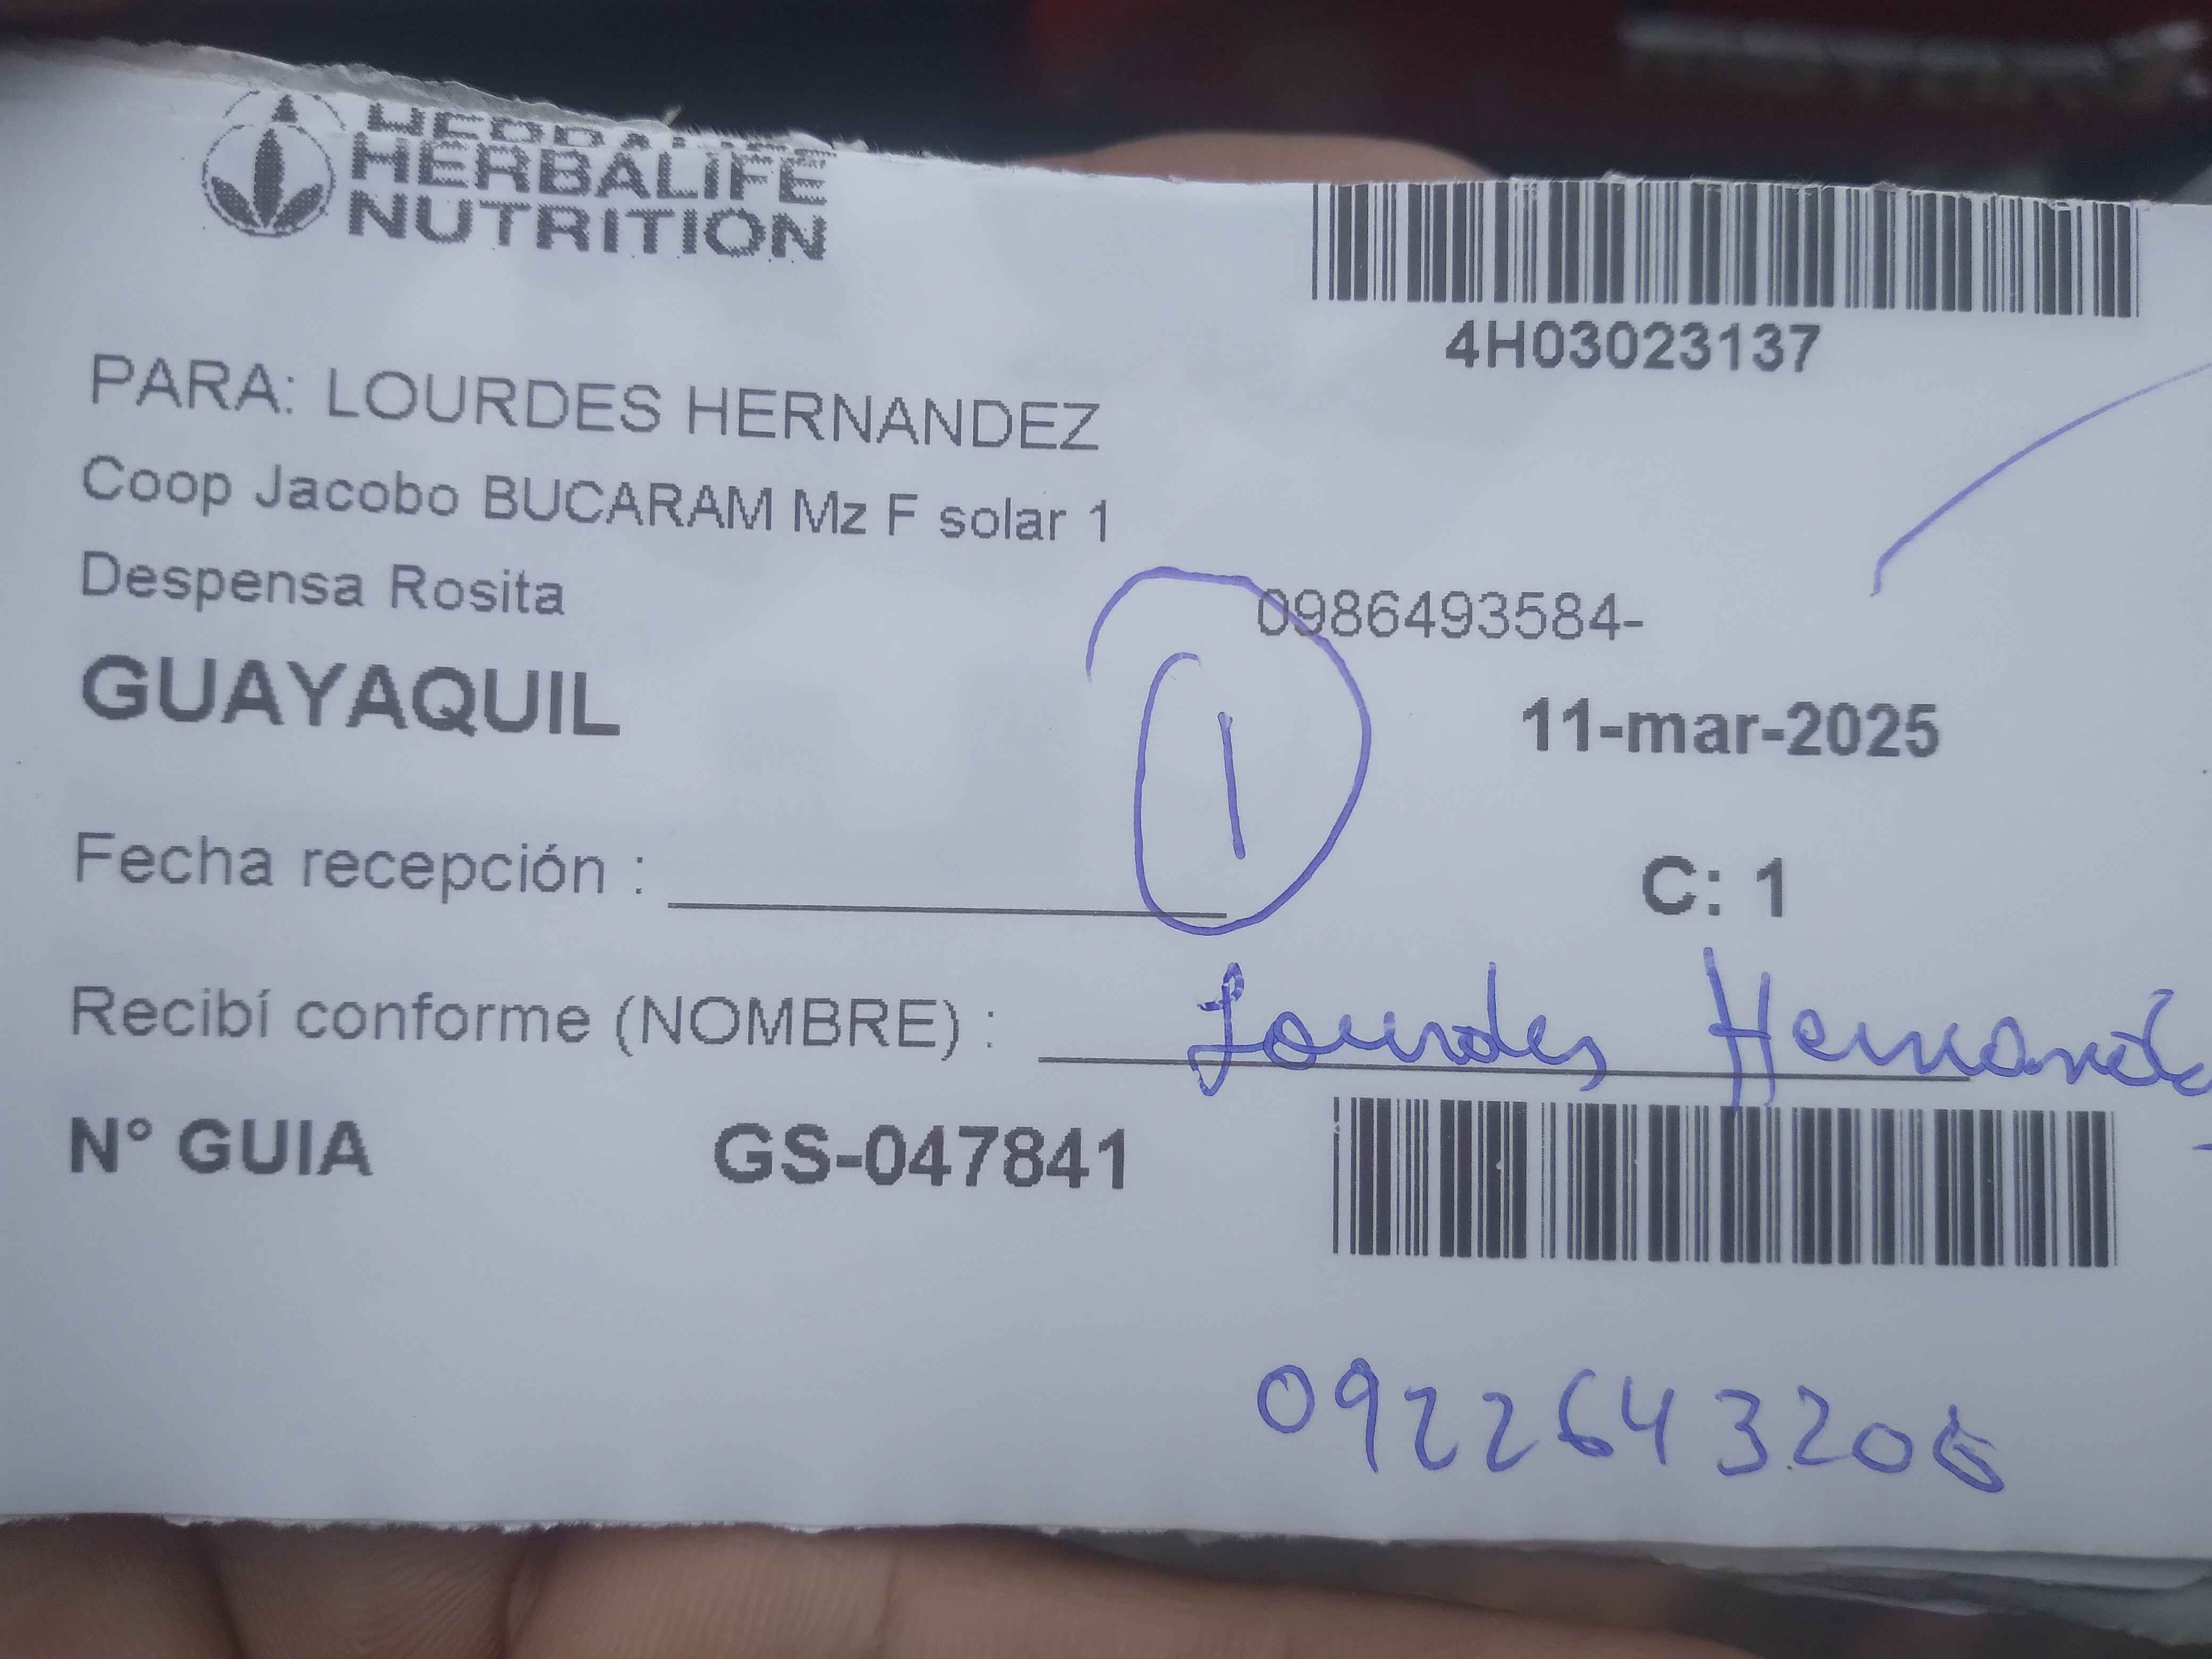 HERBALIFE
NUTRITION
4H03023137
PARA: LOURDES HERNANDEZ
Coop Jacobo BUCARAM Mz F solar 1
Despensa Rosita
0986493584-
GUAYAQUIL
11-mar-2025
1
Fecha recepción :
C: 1
Recibí conforme (NOMBRE) : Lourdes
N° GUIA GS-047841